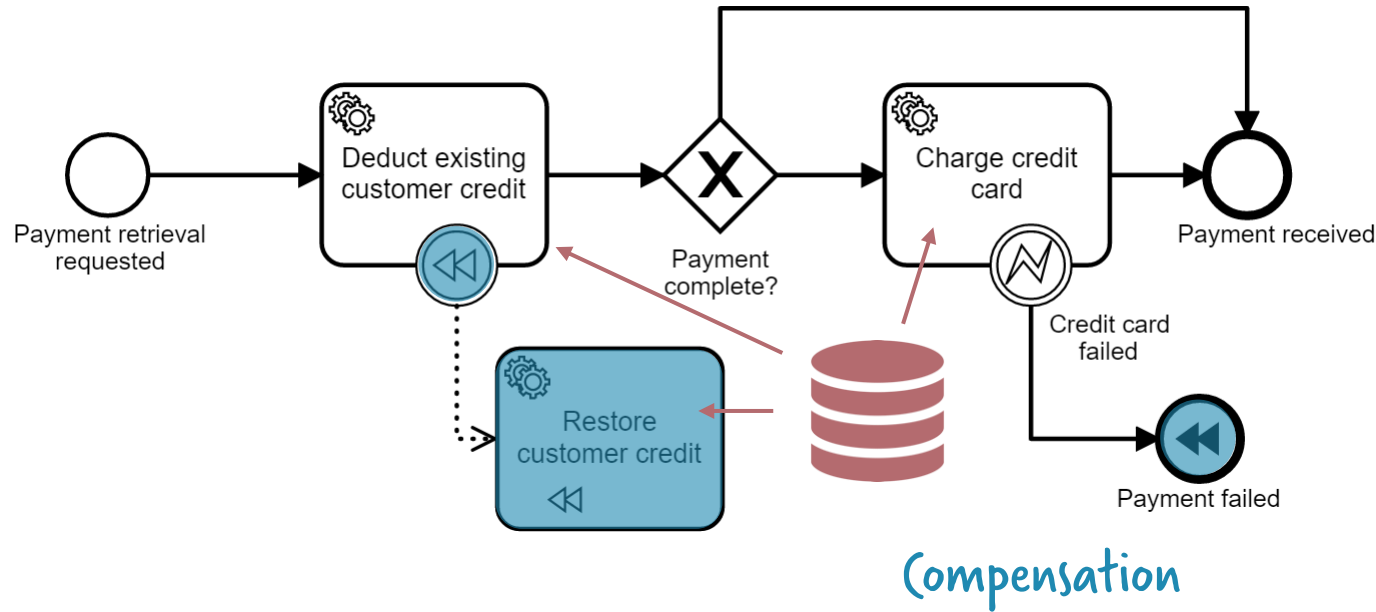 Payment retrieval
requested
Deduct existing
customer credit
X
Payment
complete?
Charge credit
card
Payment received
Credit card
failed
Restore
customer credit
Payment failed
Compensation